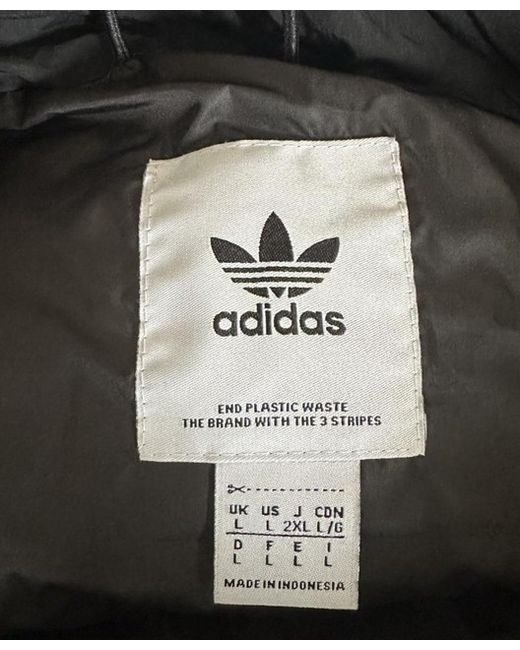 adidas
END PLASTIC WASTE
THE BRAND WITH THE 3 STRIPES
UK US J CDN
L L 2XL L/G
D F E I
L L L L
MADE IN INDONESIA